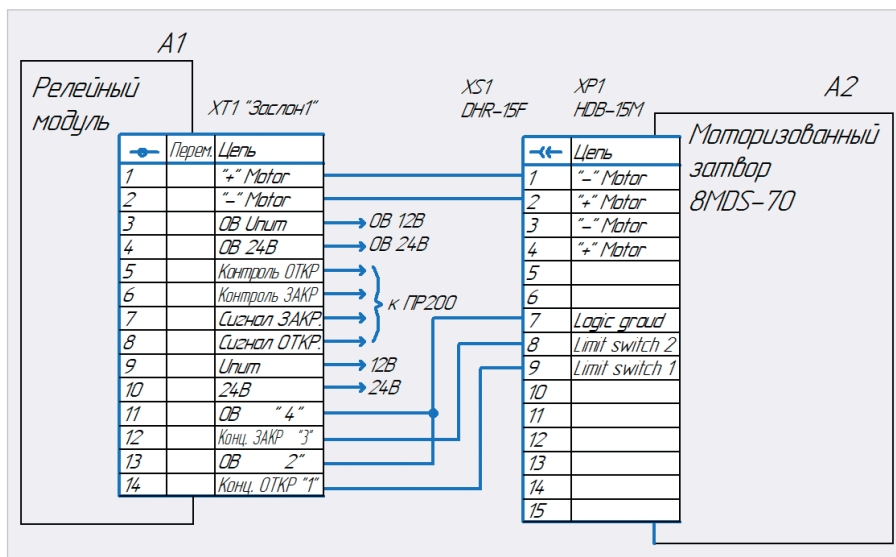 A1
Релейный
модуль
XT1 "Заслон1"
Перем. Цепь
1 "+" Motor
2 "–" Motor
3 0В Uпит
4 0В 24В
5 Контроль ОТКР
6 Контроль ЗАКР
7 Сигнал ЗАКР.
8 Сигнал ОТКР.
9 Uпит
10 24В
11 0В "4"
12 Конц. ЗАКР "3"
13 0В 2"
14 Конц. ОТКР "1"
0В 12В
0В 24В
к ПР200
12В
24В
XS1
DHR-15F
XP1
HDB-15M
A2
Моторизованный
затвор
8MDS-70
Цепь
1 "–" Motor
2 "+" Motor
3 "–" Motor
4 "+" Motor
5
6
7 Logic groud
8 Limit switch 2
9 Limit switch 1
10
11
12
13
14
15